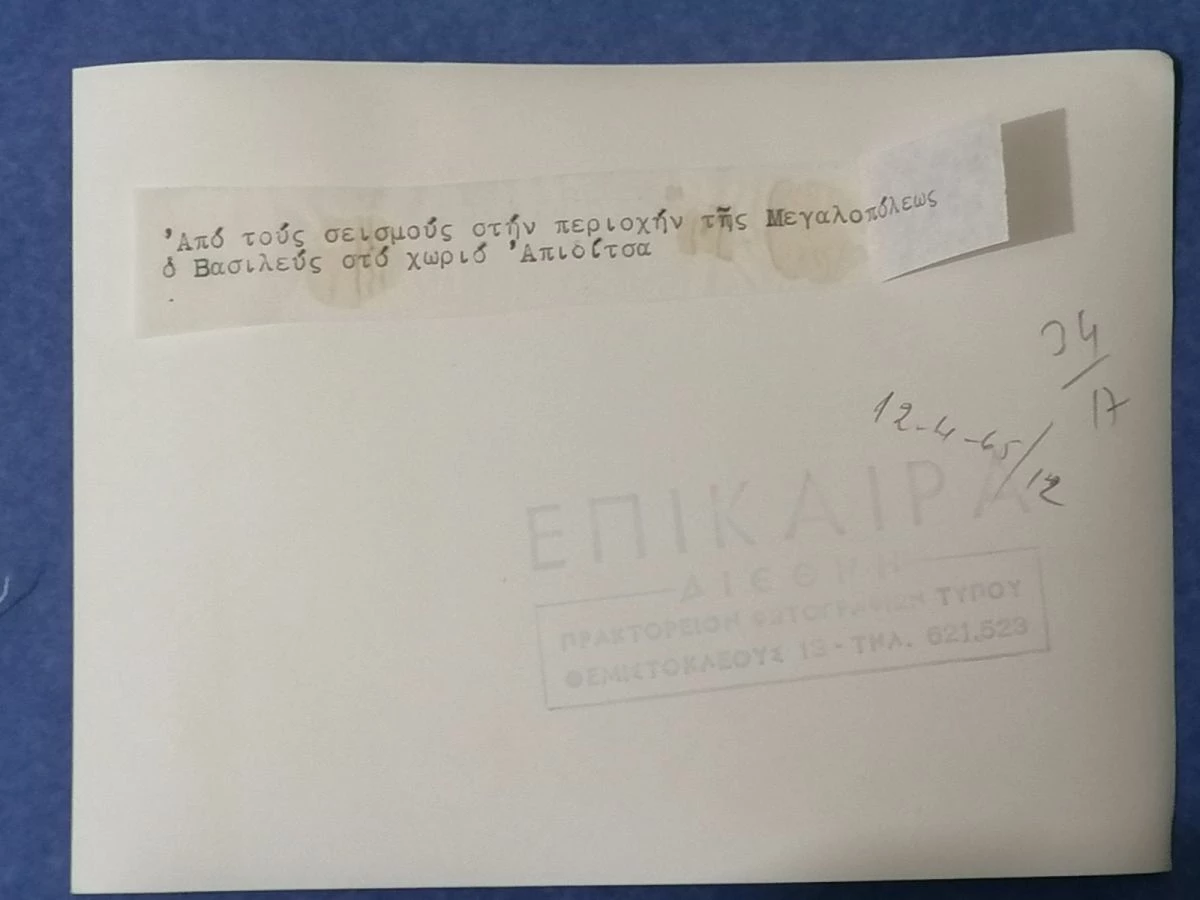 'Από τούς σεισμούς στήν περιοχήν τῆς Μεγαλοπόλεως
ὁ Βασιλεύς στό χωριό 'Απιδίτσα
34/17
12-4-65/12
ΕΠΙΚΑΙΡΑ
ΔΙΕΘΝΗ
ΠΡΑΚΤΟΡΕΙΟΝ ΦΩΤΟΓΡΑΦΙΩΝ ΤΥΠΟΥ
ΘΕΜΙΣΤΟΚΛΕΟΥΣ 13 - ΤΗΛ. 621.523